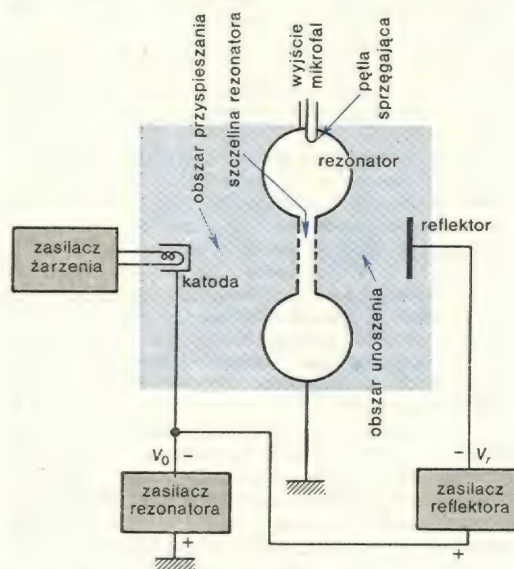 obszar przyspieszania
szczelina rezonatora
wyjście
mikrofal
pętla
sprzęgająca
rezonator
zasilacz
żarzenia
katoda
reflektor
obszar unoszenia
V₀ −
zasilacz
rezonatora
+
− Vᵣ
zasilacz
reflektora
+